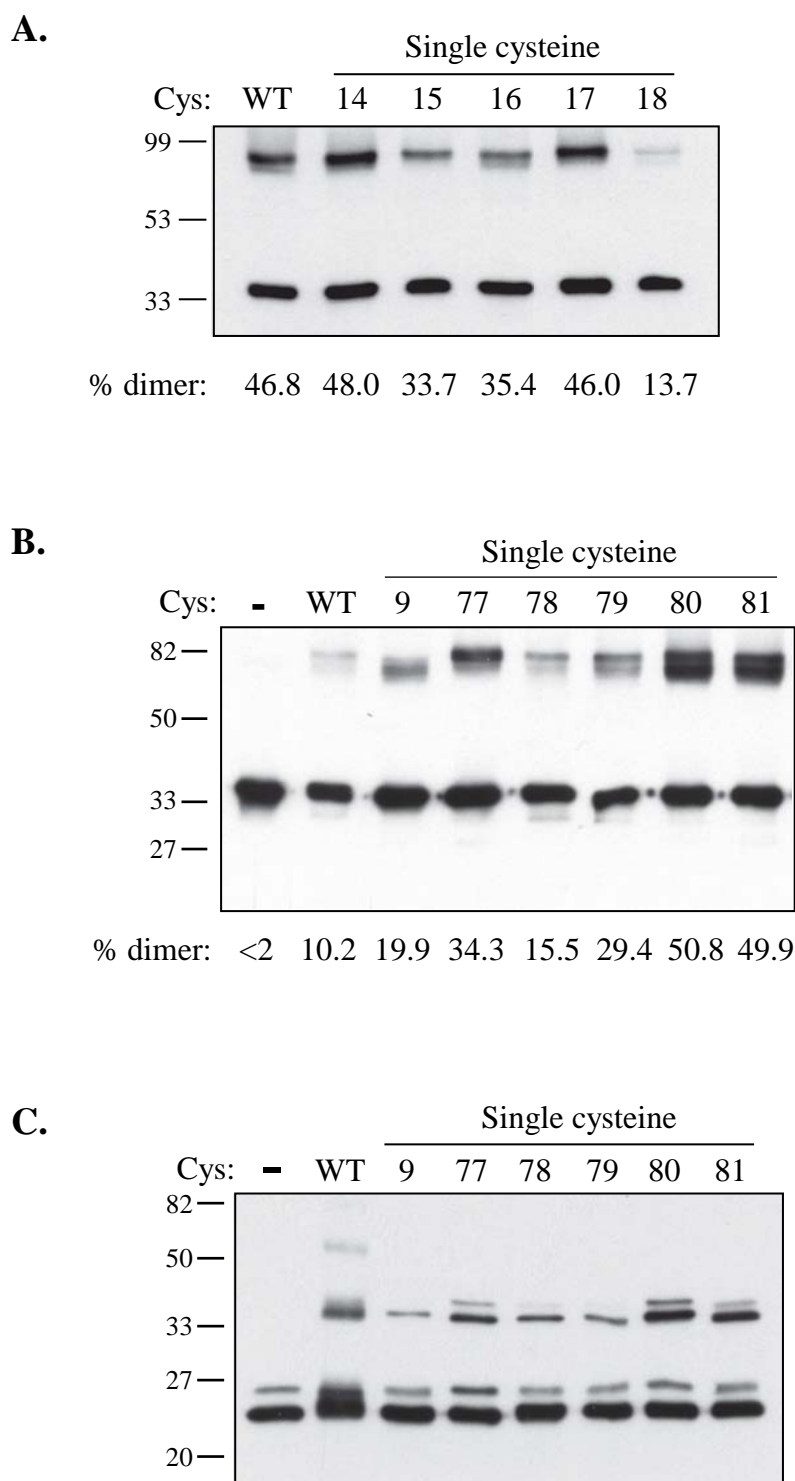 A.
Single cysteine
Cys: WT 14 15 16 17 18
99
53
33
% dimer: 46.8 48.0 33.7 35.4 46.0 13.7
B.
Single cysteine
Cys: - WT 9 77 78 79 80 81
82
50
33
27
% dimer: <2 10.2 19.9 34.3 15.5 29.4 50.8 49.9
C.
Single cysteine
Cys: - WT 9 77 78 79 80 81
82
50
33
27
20